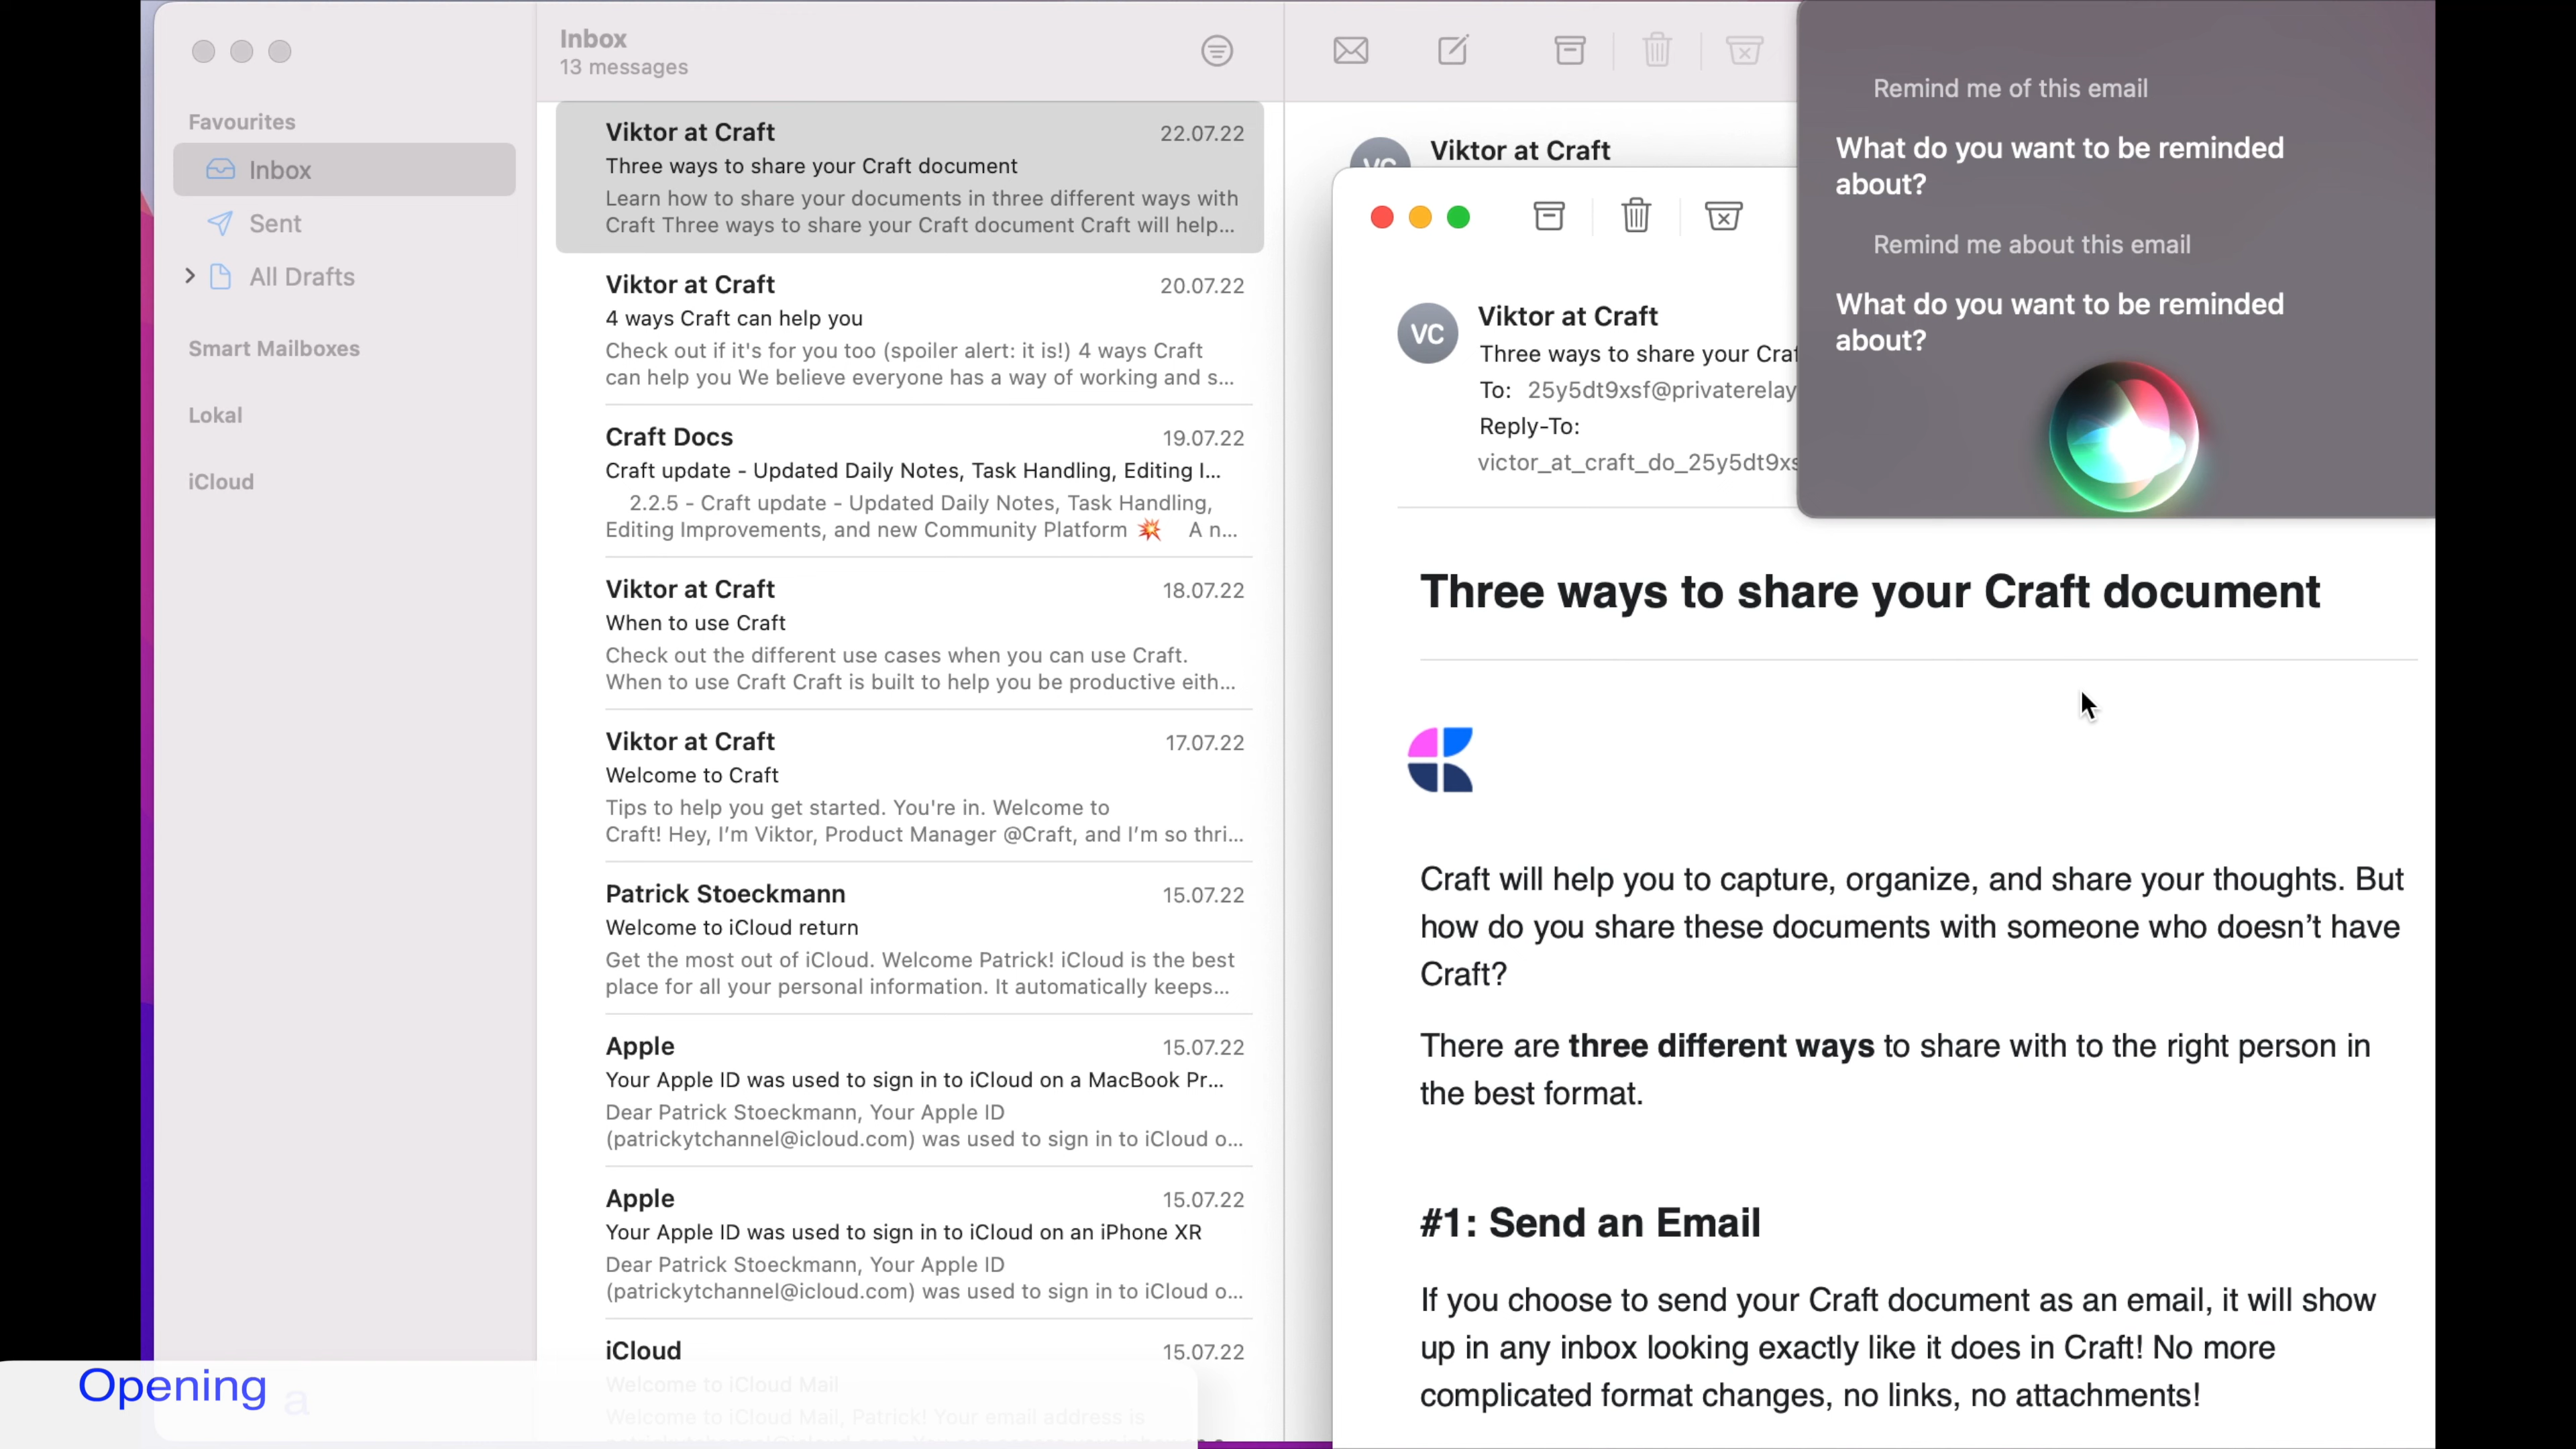 Favourites
Inbox
Sent
All Drafts
Smart Mailboxes
Lokal
iCloud
Inbox
13 messages
Viktor at Craft 22.07.22
Three ways to share your Craft document
Learn how to share your documents in three different ways with
Craft Three ways to share your Craft document Craft will help...
Viktor at Craft 20.07.22
4 ways Craft can help you
Check out if it's for you too (spoiler alert: it is!) 4 ways Craft
can help you We believe everyone has a way of working and s...
Craft Docs 19.07.22
Craft update - Updated Daily Notes, Task Handling, Editing I...
2.2.5 - Craft update - Updated Daily Notes, Task Handling,
Editing Improvements, and new Community Platform 💥 A n...
Viktor at Craft 18.07.22
When to use Craft
Check out the different use cases when you can use Craft.
When to use Craft Craft is built to help you be productive eith...
Viktor at Craft 17.07.22
Welcome to Craft
Tips to help you get started. You're in. Welcome to
Craft! Hey, I’m Viktor, Product Manager @Craft, and I’m so thri...
Patrick Stoeckmann 15.07.22
Welcome to iCloud return
Get the most out of iCloud. Welcome Patrick! iCloud is the best
place for all your personal information. It automatically keeps...
Apple 15.07.22
Your Apple ID was used to sign in to iCloud on a MacBook Pr...
Dear Patrick Stoeckmann, Your Apple ID
(patrickytchannel@icloud.com) was used to sign in to iCloud o...
Apple 15.07.22
Your Apple ID was used to sign in to iCloud on an iPhone XR
Dear Patrick Stoeckmann, Your Apple ID
(patrickytchannel@icloud.com) was used to sign in to iCloud o...
iCloud 15.07.22
Welcome to iCloud Mail
Welcome to iCloud Mail, Patrick! Your email address is
Opening a
Viktor at Craft
VC
Viktor at Craft
Three ways to share your Craf
To: 25y5dt9xsf@privaterelay
Reply-To:
victor_at_craft_do_25y5dt9xs
Remind me of this email
What do you want to be reminded
about?
Remind me about this email
What do you want to be reminded
about?
Three ways to share your Craft document
Craft will help you to capture, organize, and share your thoughts. But
how do you share these documents with someone who doesn’t have
Craft?
There are three different ways to share with to the right person in
the best format.
#1: Send an Email
If you choose to send your Craft document as an email, it will show
up in any inbox looking exactly like it does in Craft! No more
complicated format changes, no links, no attachments!